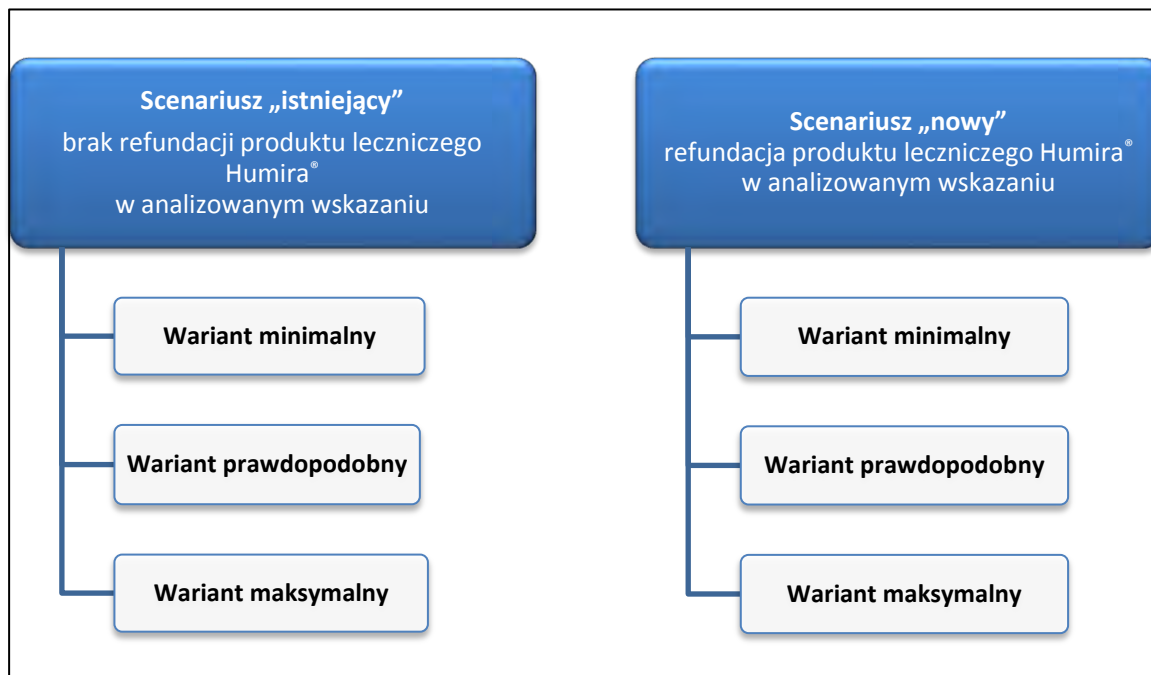 Scenariusz „istniejący”
brak refundacji produktu leczniczego
Humira®
w analizowanym wskazaniu
Wariant minimalny
Wariant prawdopodobny
Wariant maksymalny
Scenariusz „nowy”
refundacja produktu leczniczego Humira®
w analizowanym wskazaniu
Wariant minimalny
Wariant prawdopodobny
Wariant maksymalny